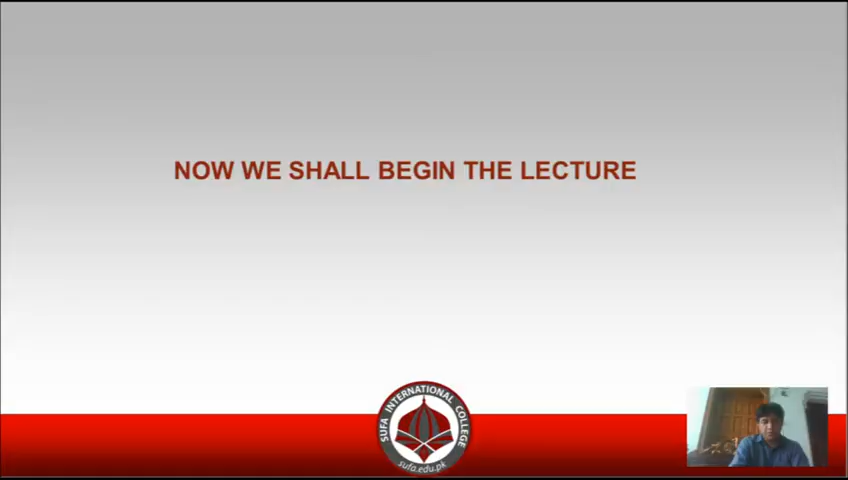 NOW WE SHALL BEGIN THE LECTURE
SUFA INTERNATIONAL COLLEGE
sufa.edu.pk